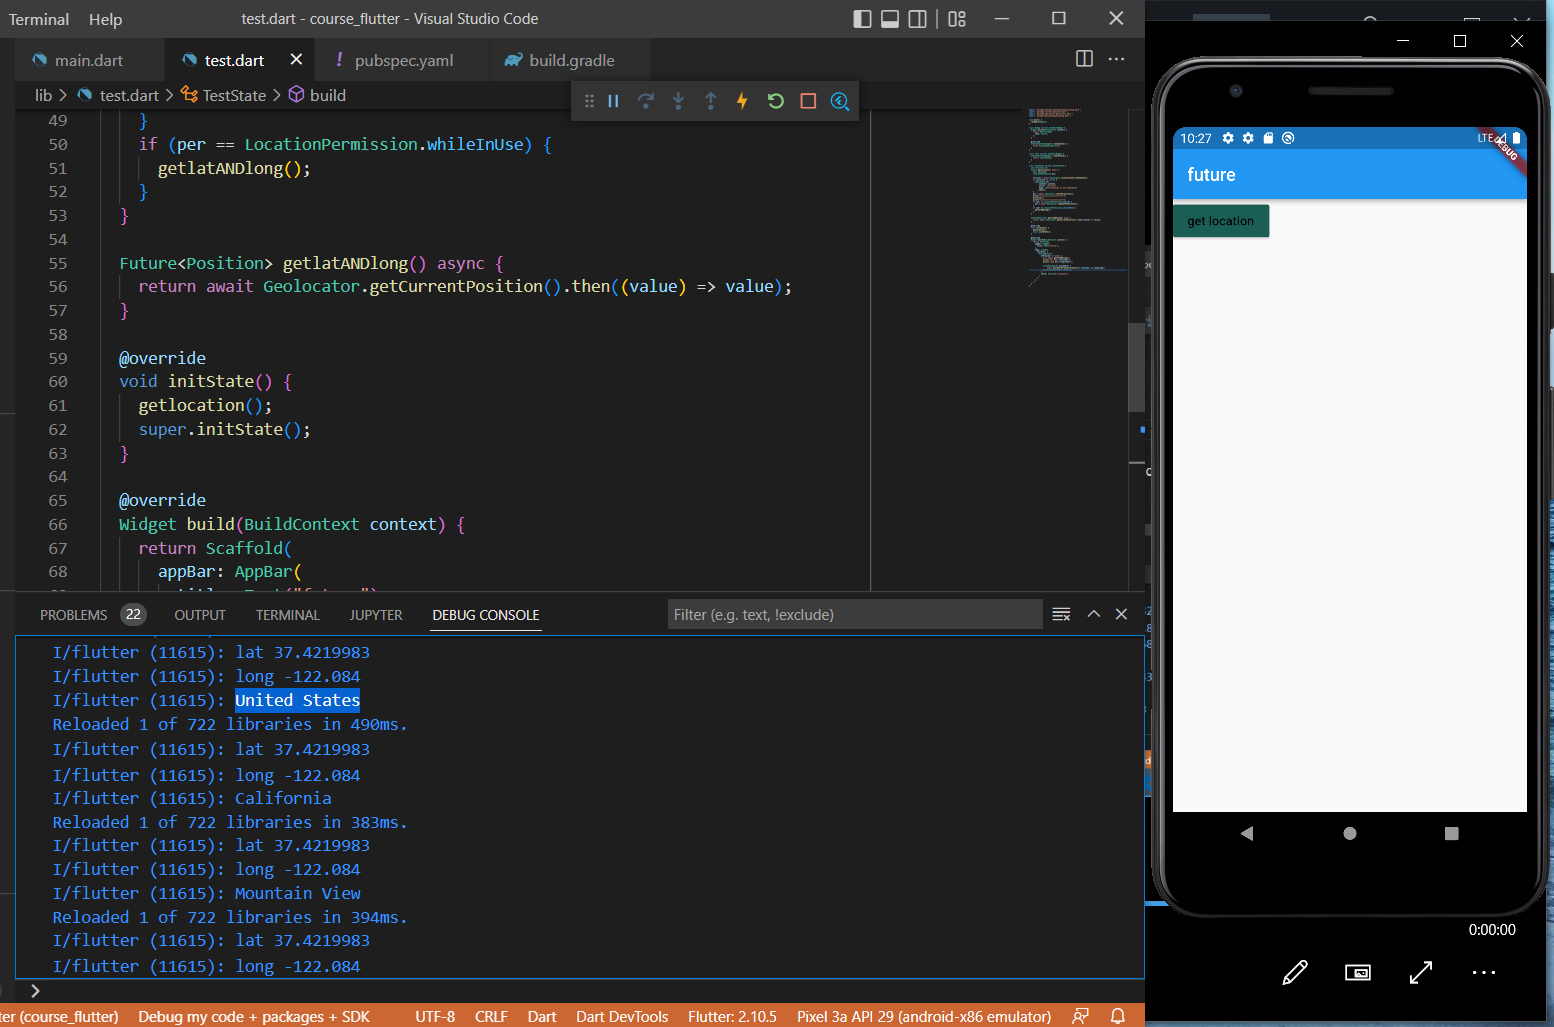 Terminal Help test.dart - course_flutter - Visual Studio Code
main.dart test.dart pubspec.yaml build.gradle
lib > test.dart > TestState > build
49 }
50 if (per == LocationPermission.whileInUse) {
51 getlatANDlong();
52 }
53 }
54
55 Future<Position> getlatANDlong() async {
56 return await Geolocator.getCurrentPosition().then((value) => value);
57 }
58
59 @override
60 void initState() {
61 getlocation();
62 super.initState();
63 }
64
65 @override
66 Widget build(BuildContext context) {
67 return Scaffold(
68 appBar: AppBar(
PROBLEMS 22 OUTPUT TERMINAL JUPYTER DEBUG CONSOLE Filter (e.g. text, !exclude)
I/flutter (11615): lat 37.4219983
I/flutter (11615): long -122.084
I/flutter (11615): United States
Reloaded 1 of 722 libraries in 490ms.
I/flutter (11615): lat 37.4219983
I/flutter (11615): long -122.084
I/flutter (11615): California
Reloaded 1 of 722 libraries in 383ms.
I/flutter (11615): lat 37.4219983
I/flutter (11615): long -122.084
I/flutter (11615): Mountain View
Reloaded 1 of 722 libraries in 394ms.
I/flutter (11615): lat 37.4219983
I/flutter (11615): long -122.084
>
ter (course_flutter) Debug my code + packages + SDK UTF-8 CRLF Dart Dart DevTools Flutter: 2.10.5 Pixel 3a API 29 (android-x86 emulator)
10:27 LTE
DEBUG
future
get location
0:00:00